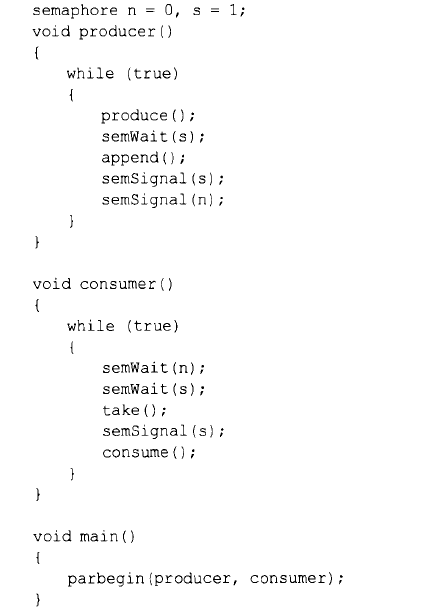 semaphore n = 0, s = 1;
void producer()
{
while (true)
{
produce();
semWait(s);
append();
semSignal(s);
semSignal(n);
}
}
void consumer()
{
while (true)
{
semWait(n);
semWait(s);
take();
semSignal(s);
consume();
}
}
void main()
{
parbegin(producer, consumer);
}